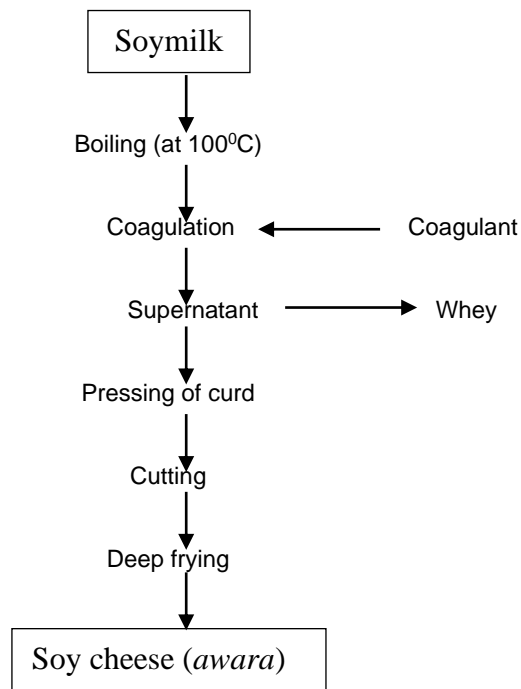 Soymilk
Boiling (at 100⁰C)
Coagulation
Coagulant
Supernatant
Whey
Pressing of curd
Cutting
Deep frying
Soy cheese (awara)